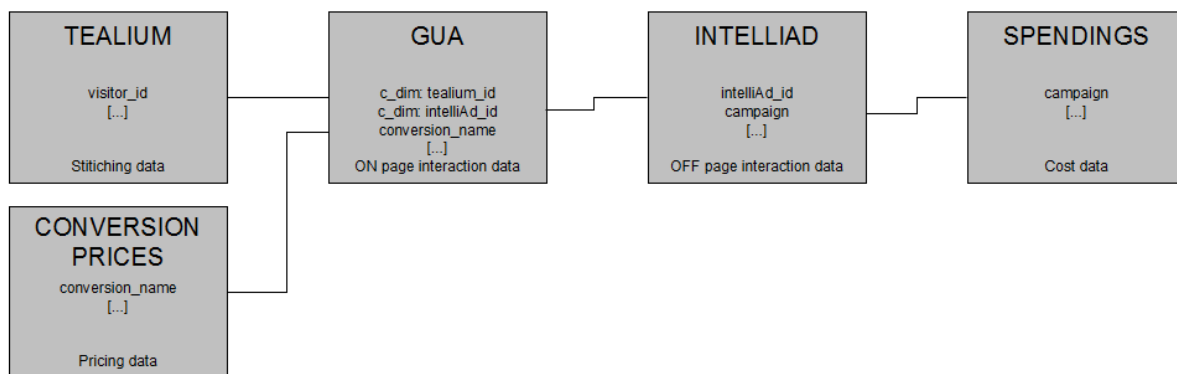 TEALIUM
visitor_id
[...]
Stitiching data
GUA
c_dim: tealium_id
c_dim: intelliAd_id
conversion_name
[...]
ON page interaction data
INTELLIAD
intelliAd_id
campaign
[...]
OFF page interaction data
SPENDINGS
campaign
[...]
Cost data
CONVERSION
PRICES
conversion_name
[...]
Pricing data